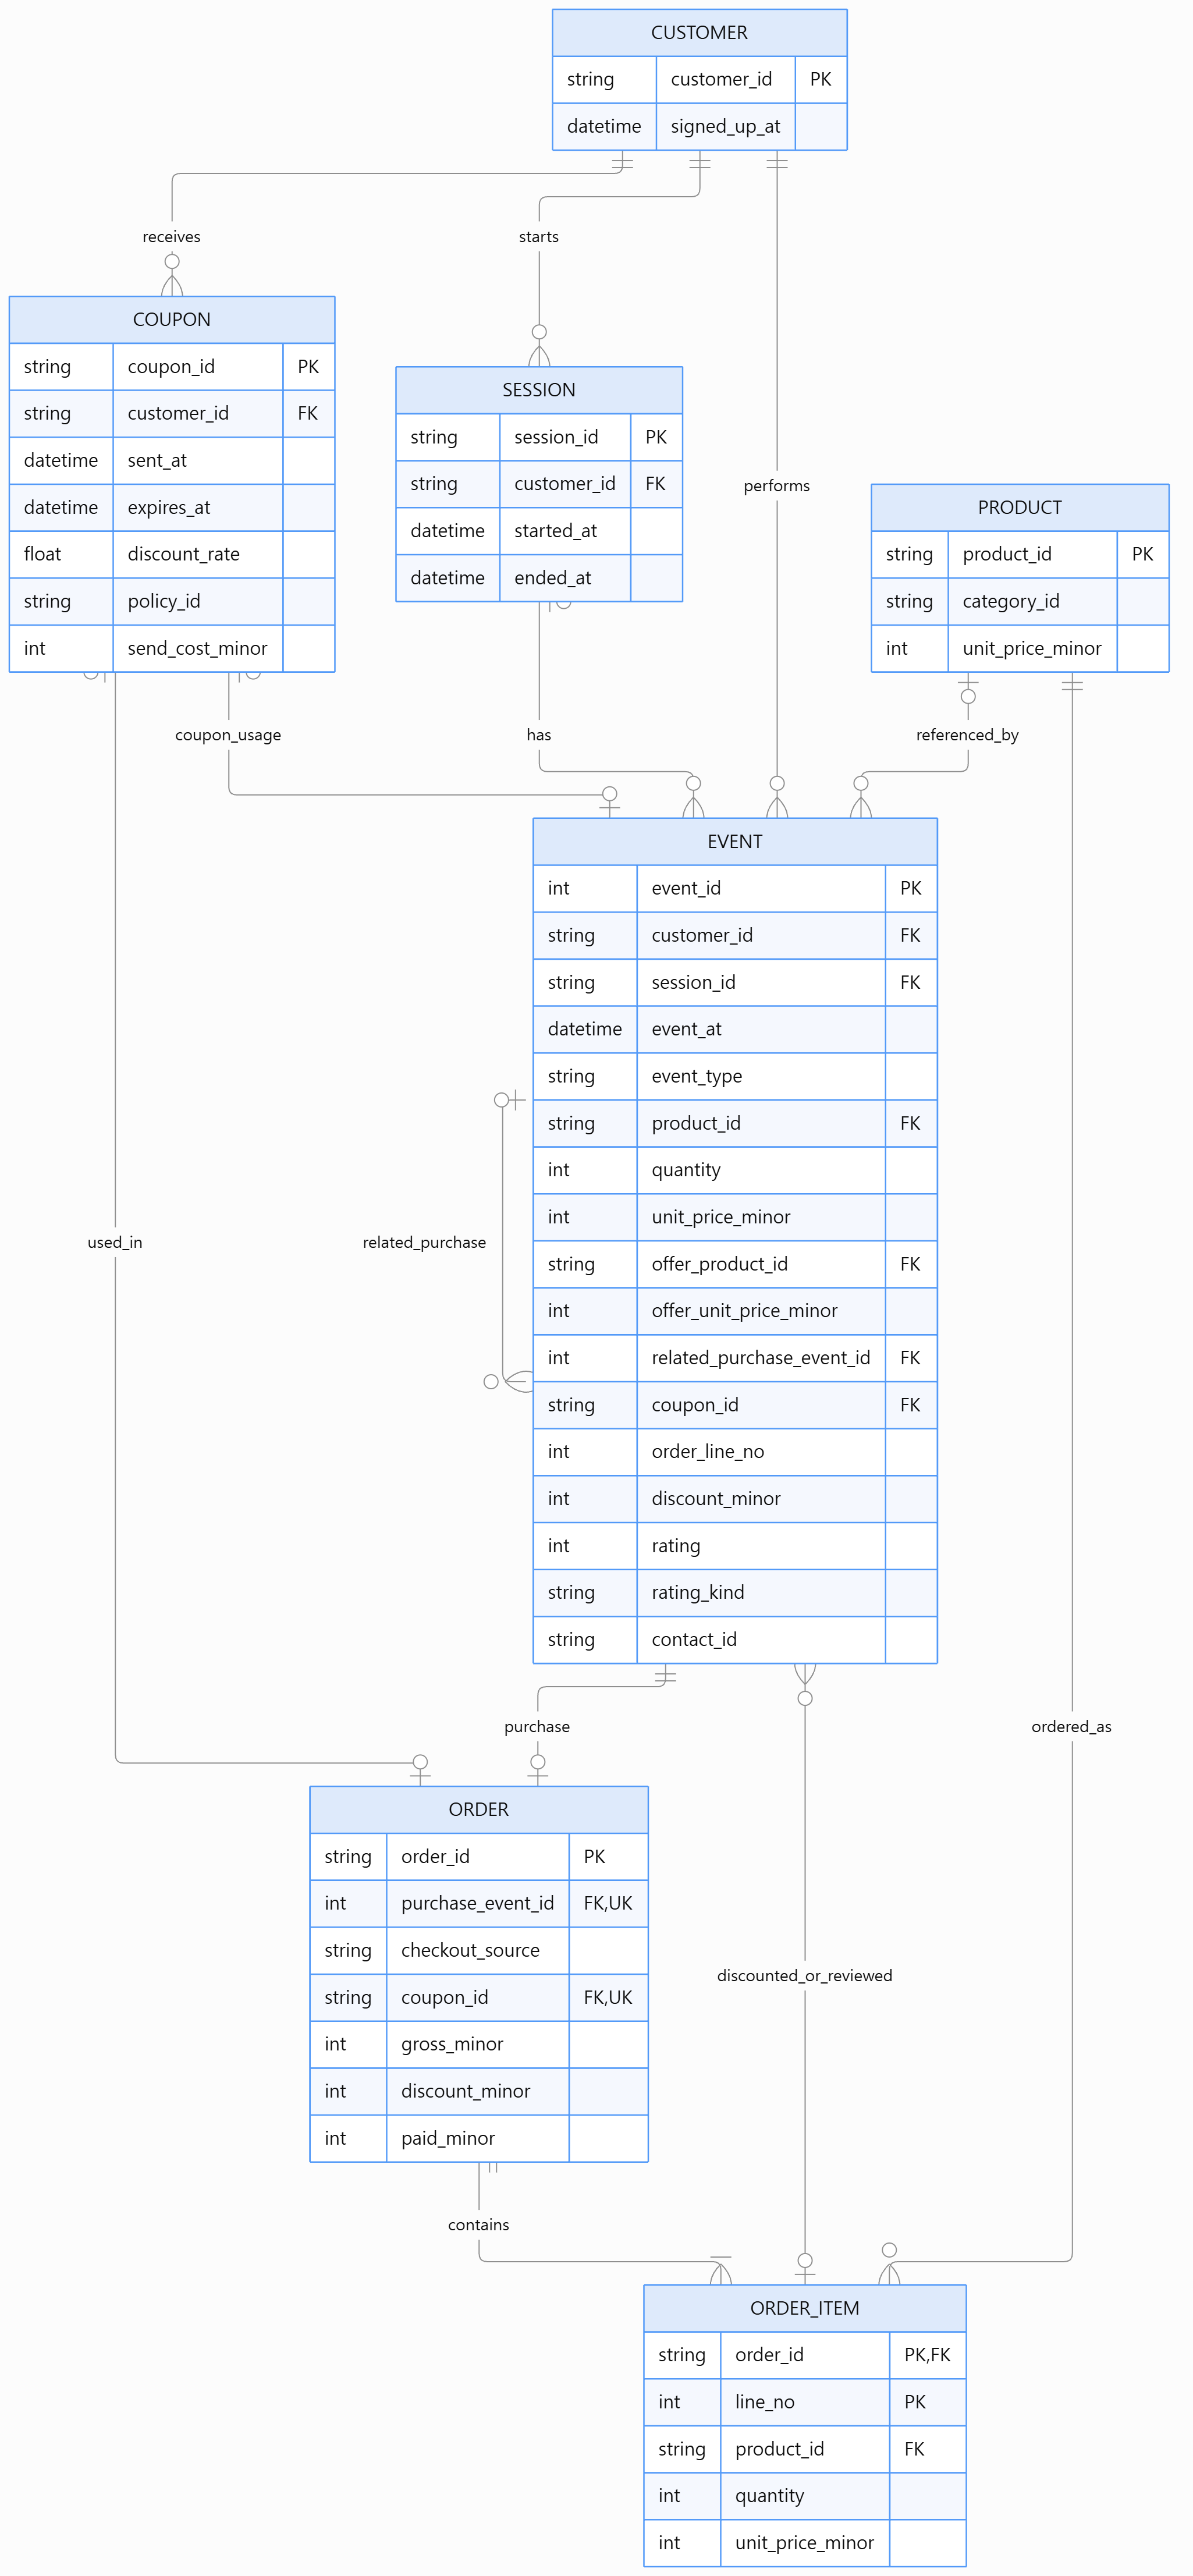 CUSTOMER
string customer_id PK
datetime signed_up_at
receives
starts
COUPON
string coupon_id PK
string customer_id FK
datetime sent_at
datetime expires_at
float discount_rate
string policy_id
int send_cost_minor
SESSION
string session_id PK
string customer_id FK
datetime started_at
datetime ended_at
performs
PRODUCT
string product_id PK
string category_id
int unit_price_minor
coupon_usage
has
referenced_by
EVENT
int event_id PK
string customer_id FK
string session_id FK
datetime event_at
string event_type
string product_id FK
int quantity
int unit_price_minor
string offer_product_id FK
int offer_unit_price_minor
int related_purchase_event_id FK
string coupon_id FK
int order_line_no
int discount_minor
int rating
string rating_kind
string contact_id
used_in
related_purchase
purchase
ordered_as
ORDER
string order_id PK
int purchase_event_id FK,UK
string checkout_source
string coupon_id FK,UK
int gross_minor
int discount_minor
int paid_minor
discounted_or_reviewed
contains
ORDER_ITEM
string order_id PK,FK
int line_no PK
string product_id FK
int quantity
int unit_price_minor